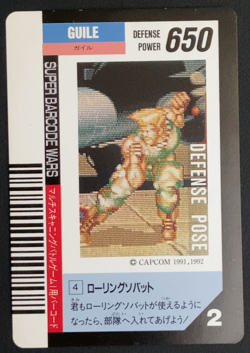 GUILE
ガイル
DEFENSE
POWER
650
SUPER BARCODE WARS
マルチスキャニングバトルゲーム専用バーコード
DEFENSE POSE
© CAPCOM 1991,1992
4 ローリングソバット
君もローリングソバットが使えるように
なったら、部隊へ入れてあげよう!
2